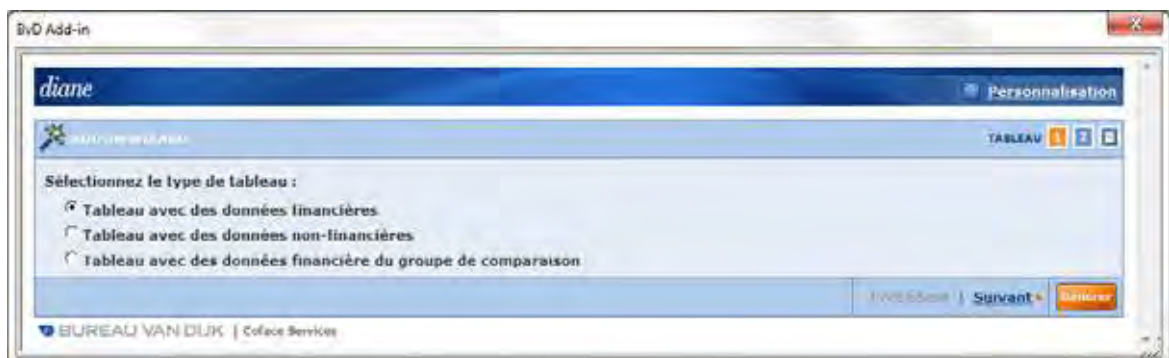 BvD Add-in
diane
Personnalisation
TABLEAU 1 2
Sélectionnez le type de tableau :
Tableau avec des données financières
Tableau avec des données non-financières
Tableau avec des données financière du groupe de comparaison
| Suivant
BUREAU VAN DIJK | Coface Services